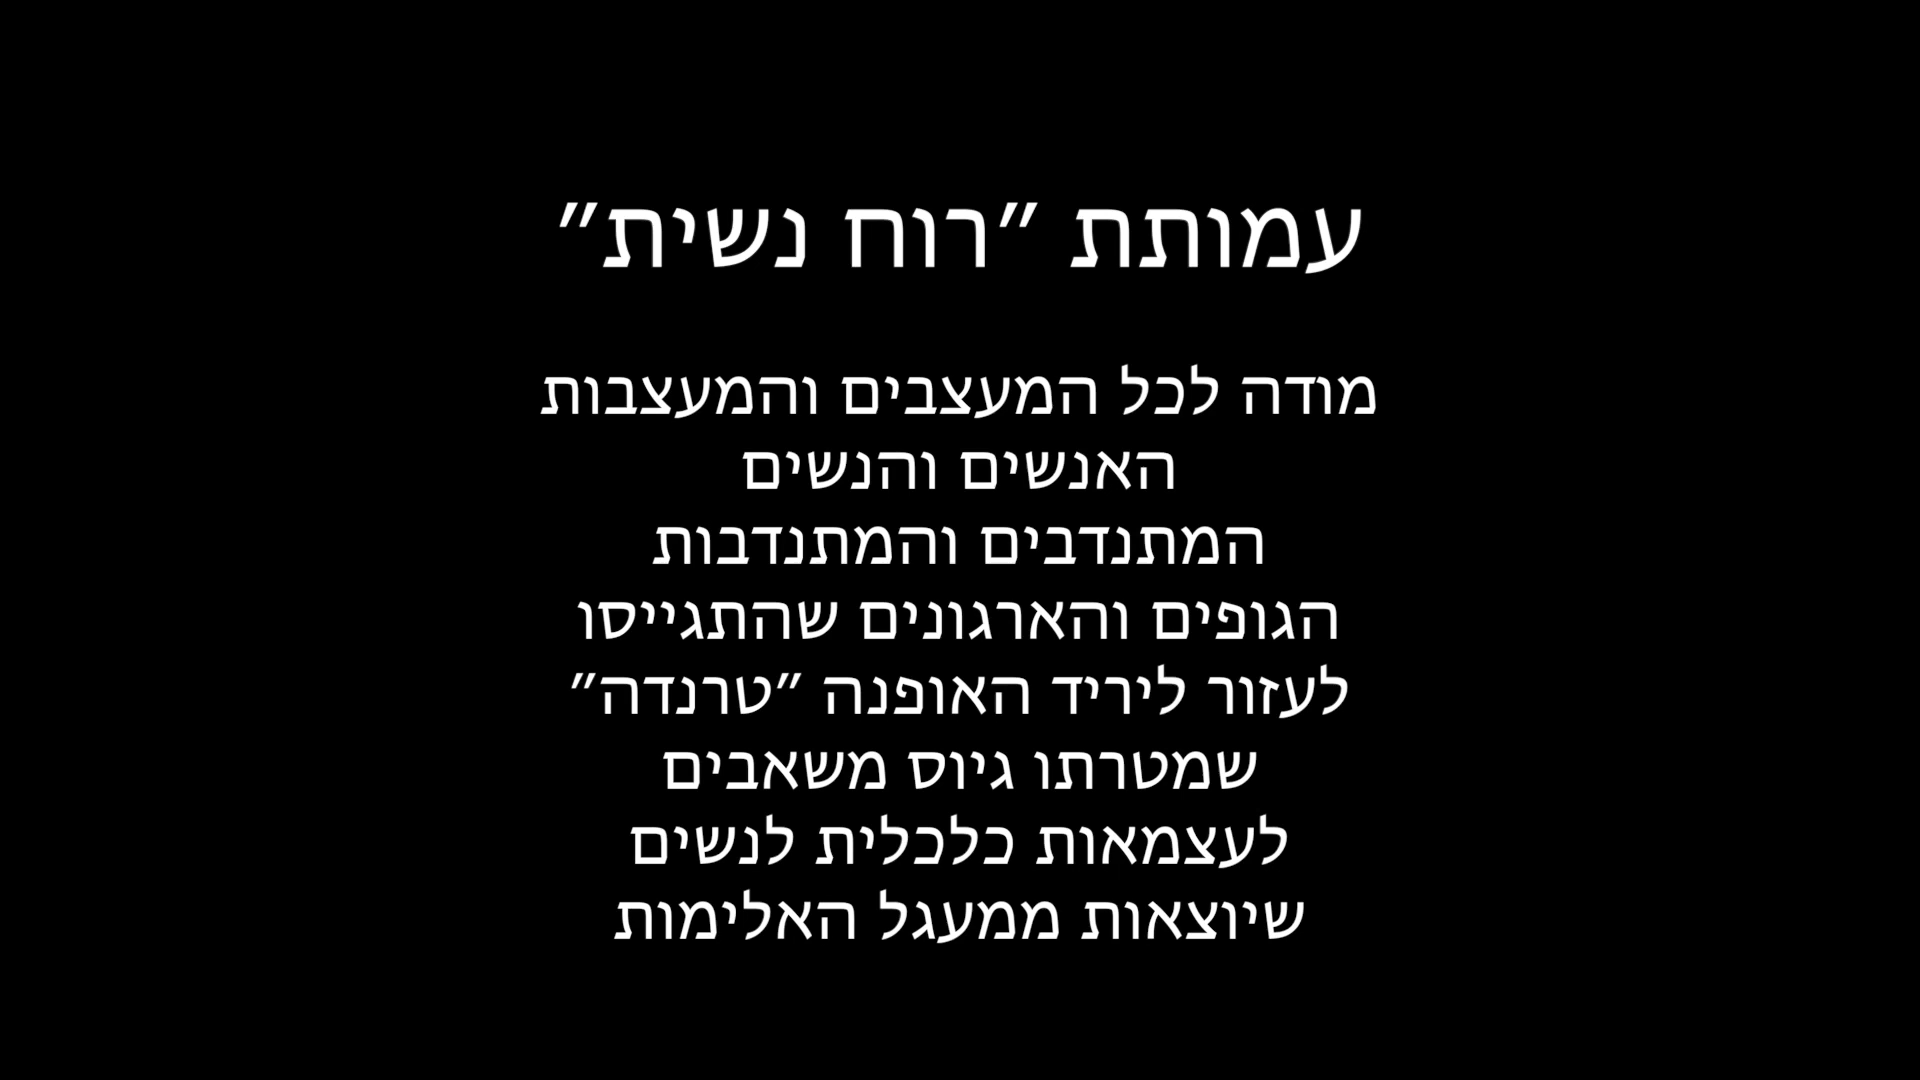 עמותת ״רוח נשית״
מודה לכל המעצבים והמעצבות
האנשים והנשים
המתנדבים והמתנדבות
הגופים והארגונים שהתגייסו
לעזור ליריד האופנה ״טרנדה״
שמטרתו גיוס משאבים
לעצמאות כלכלית לנשים
שיוצאות ממעגל האלימות